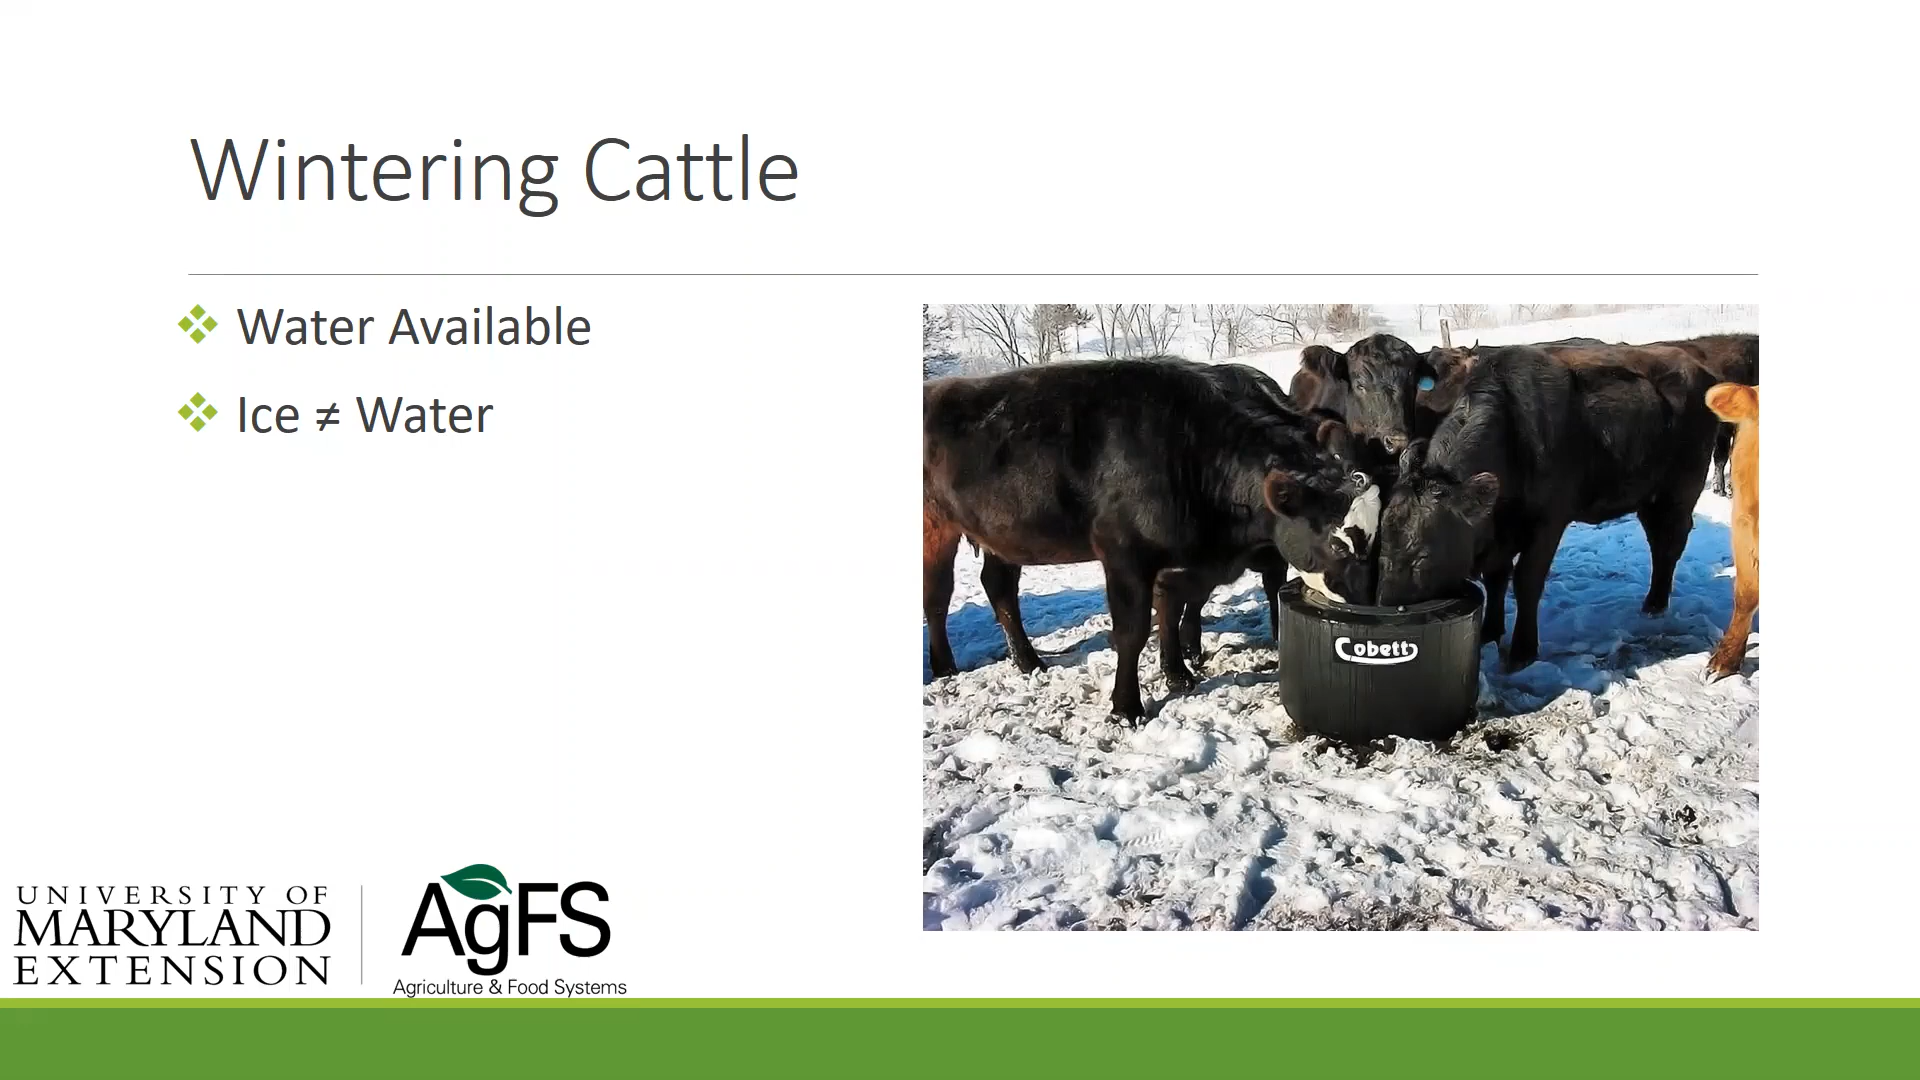 Wintering Cattle
Water Available
Ice ≠ Water
Cobett
UNIVERSITY OF
MARYLAND
EXTENSION
AgFS
Agriculture & Food Systems